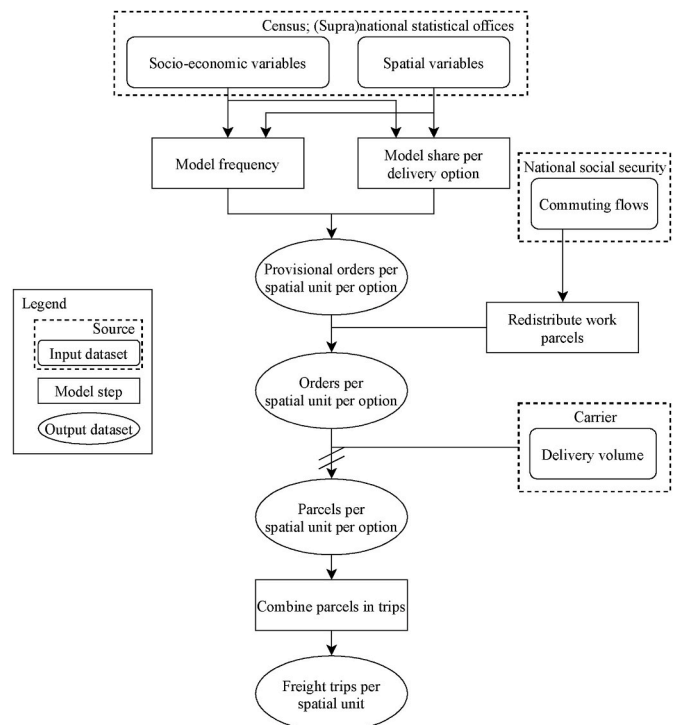 Census; (Supra)national statistical offices
Socio-economic variables
Spatial variables
Model frequency
Model share per
delivery option
National social security
Commuting flows
Provisional orders per
spatial unit per option
Redistribute work
parcels
Legend
Source
Input dataset
Model step
Output dataset
Orders per
spatial unit per option
Carrier
Delivery volume
Parcels per
spatial unit per option
Combine parcels in trips
Freight trips per
spatial unit